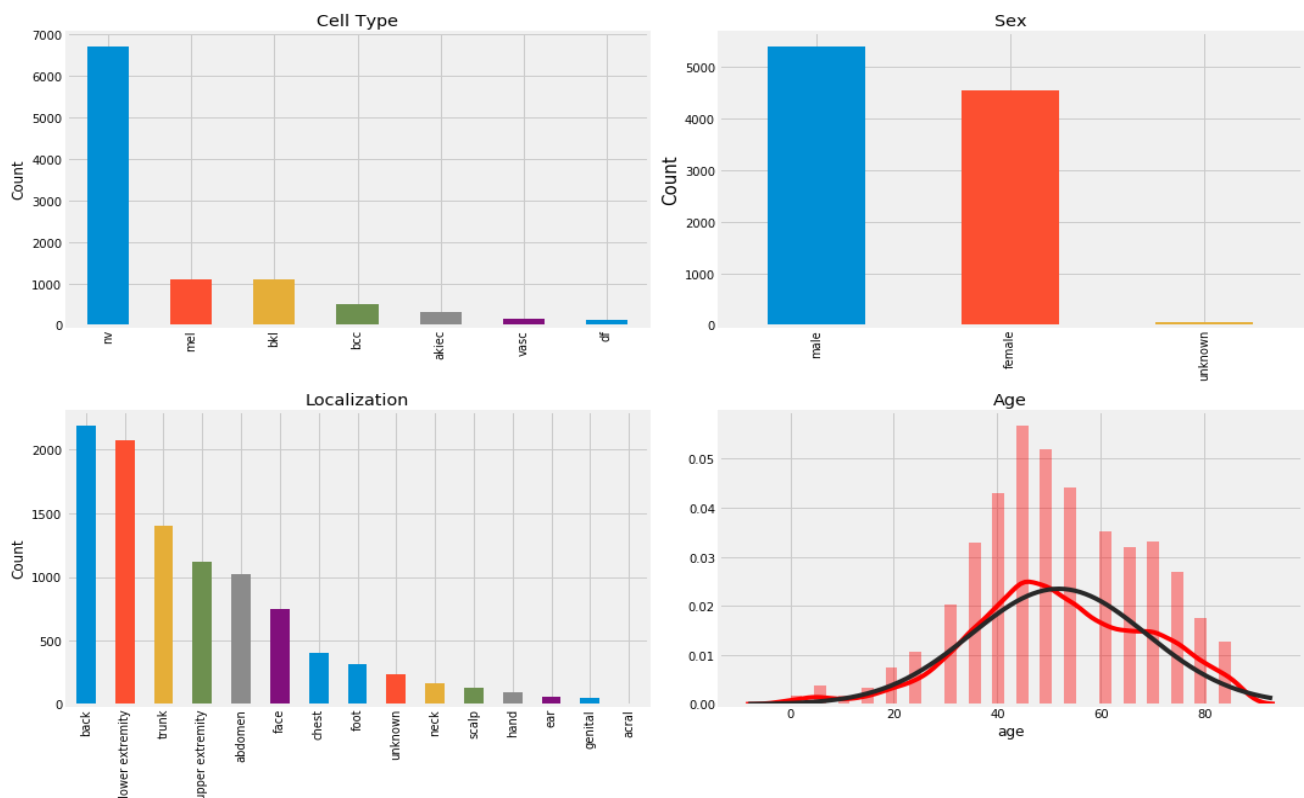 Cell Type
7000
6000
5000
4000
3000
2000
1000
0
Count
nv
mel
bkl
bcc
akiec
vasc
df
Sex
5000
4000
3000
2000
1000
0
Count
male
female
unknown
Localization
2000
1500
1000
500
0
Count
back
lower extremity
trunk
upper extremity
abdomen
face
chest
foot
unknown
neck
scalp
hand
ear
genital
acral
Age
0.05
0.04
0.03
0.02
0.01
0.00
0
20
40
60
80
age